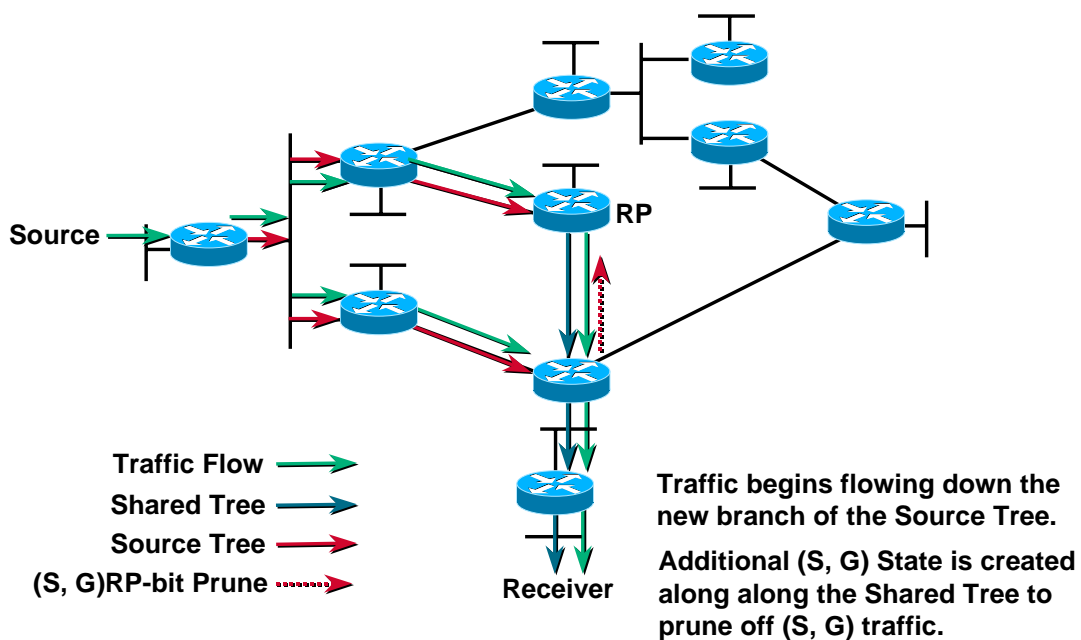 RP
Source
Traffic Flow
Shared Tree
Source Tree
(S, G)RP-bit Prune
Receiver
Traffic begins flowing down the
new branch of the Source Tree.
Additional (S, G) State is created
along along the Shared Tree to
prune off (S, G) traffic.